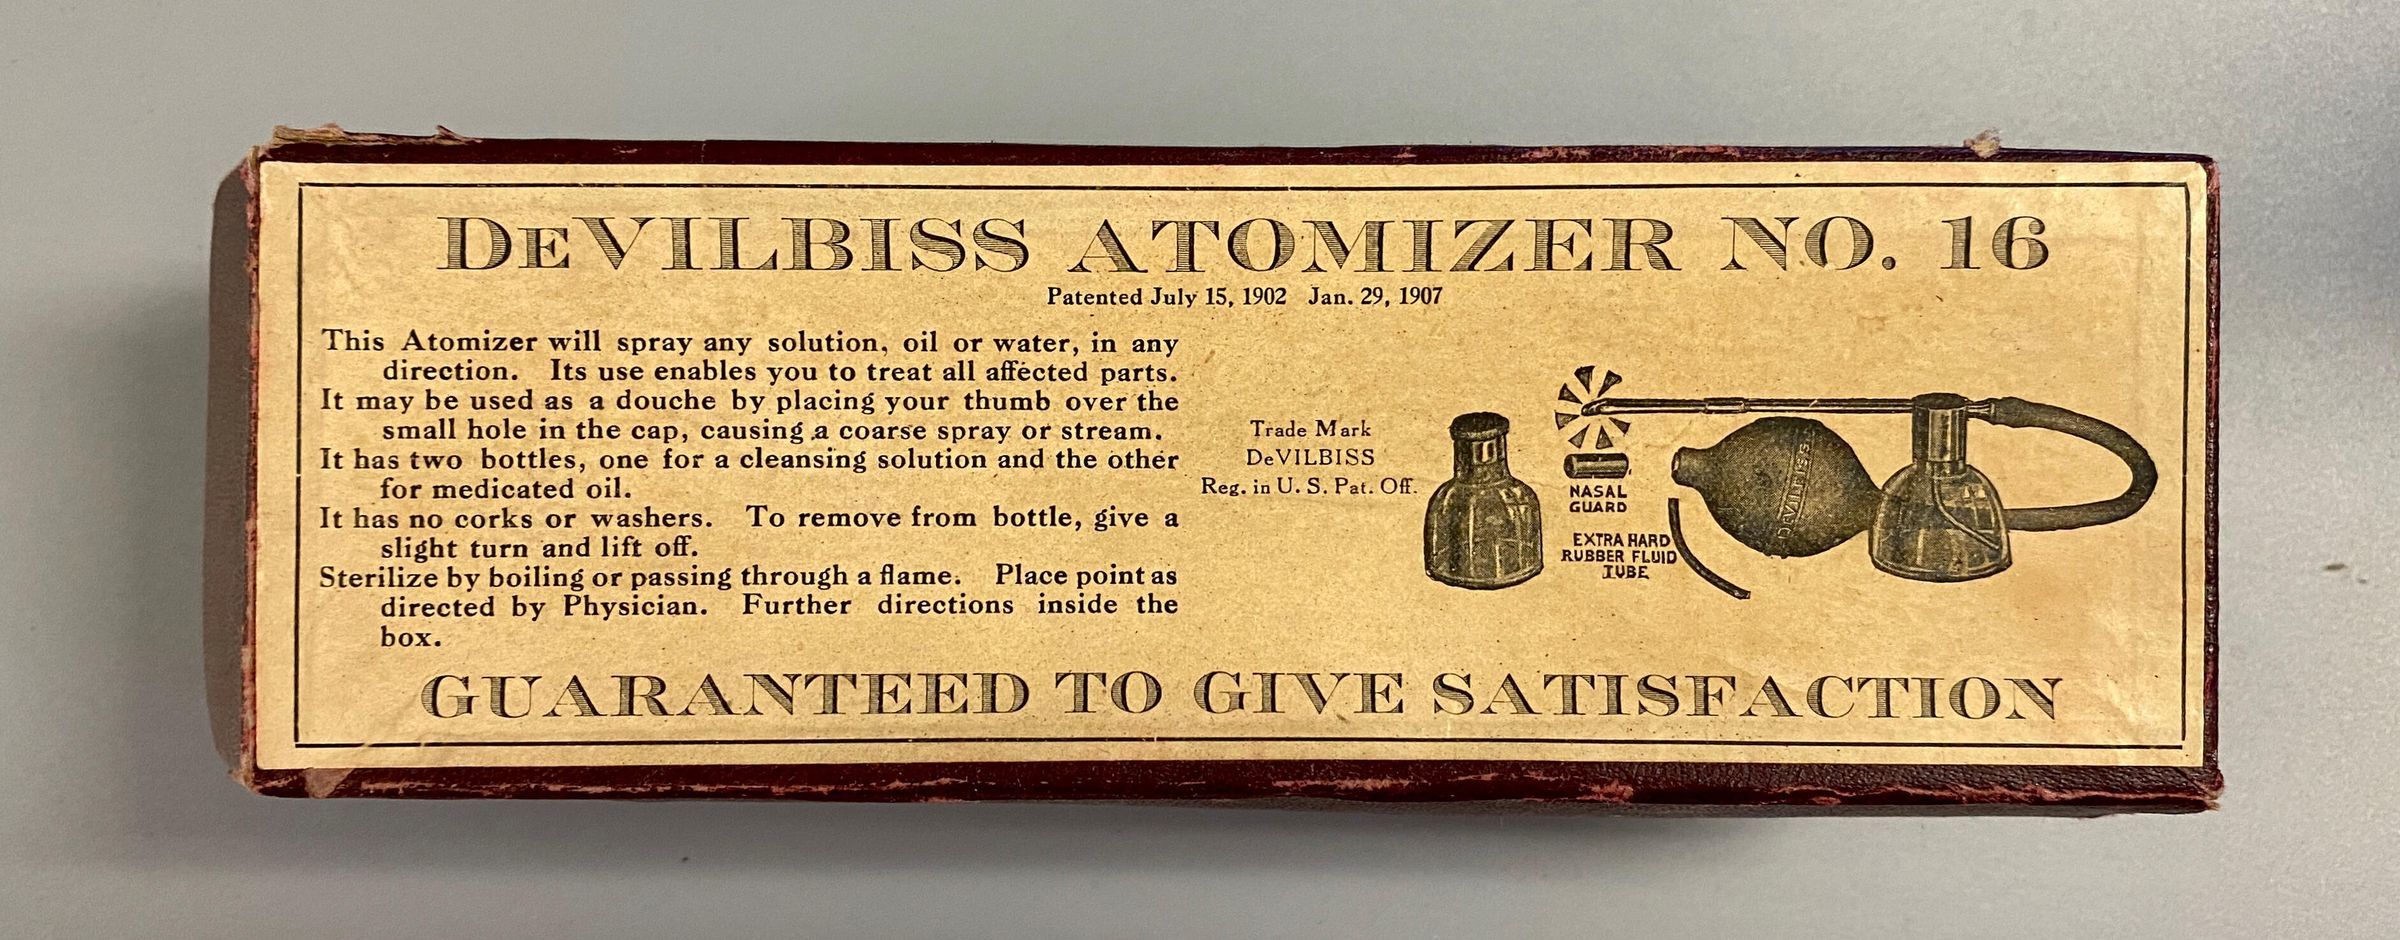 DEVILBISS ATOMIZER NO. 16
Patented July 15, 1902 Jan. 29, 1907
This Atomizer will spray any solution, oil or water, in any
direction. Its use enables you to treat all affected parts.
It may be used as a douche by placing your thumb over the
small hole in the cap, causing a coarse spray or stream.
It has two bottles, one for a cleansing solution and the other
for medicated oil.
It has no corks or washers. To remove from bottle, give a
slight turn and lift off.
Sterilize by boiling or passing through a flame. Place point as
directed by Physician. Further directions inside the
box.
Trade Mark
DeVILBISS
Reg. in U. S. Pat. Off.
NASAL
GUARD
EXTRA HARD
RUBBER FLUID
TUBE
DEVILBISS
GUARANTEED TO GIVE SATISFACTION